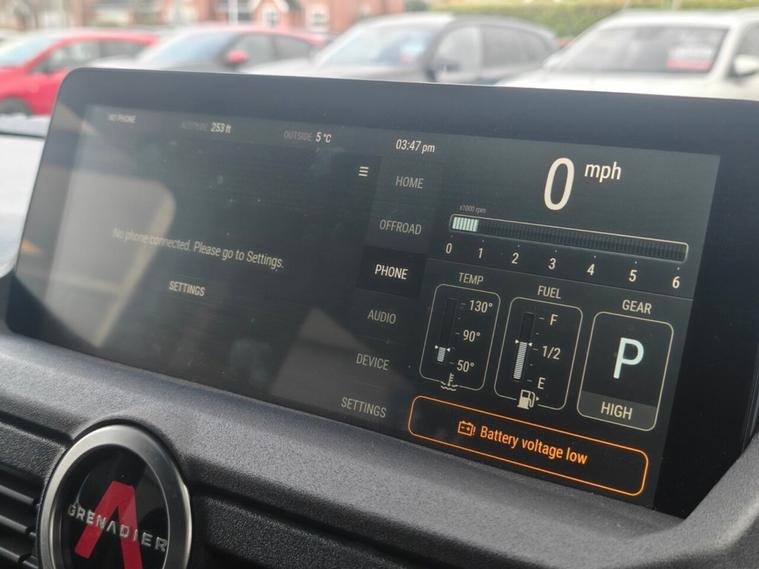 NO PHONE
ALTITUDE 253 ft
OUTSIDE 5 °C
03:47 pm
No phone connected. Please go to Settings.
SETTINGS
HOME
OFFROAD
PHONE
AUDIO
DEVICE
SETTINGS
0 mph
x1000 rpm
0 1 2 3 4 5 6
TEMP
130°
90°
50°
FUEL
F
1/2
E
GEAR
P
HIGH
Battery voltage low
GRENADIER